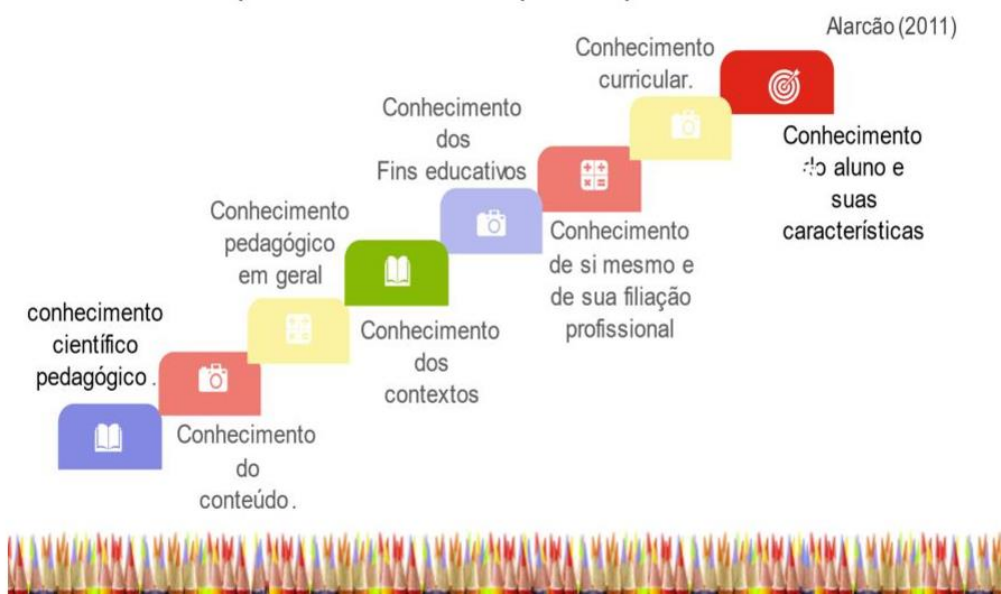 Alarcão (2011)
conhecimento
científico
pedagógico .
Conhecimento
do
conteúdo .
Conhecimento
pedagógico
em geral
Conhecimento
dos
contextos
Conhecimento
dos
Fins educativos
Conhecimento
de si mesmo e
de sua filiação
profissional
Conhecimento
curricular.
Conhecimento
do aluno e
suas
características